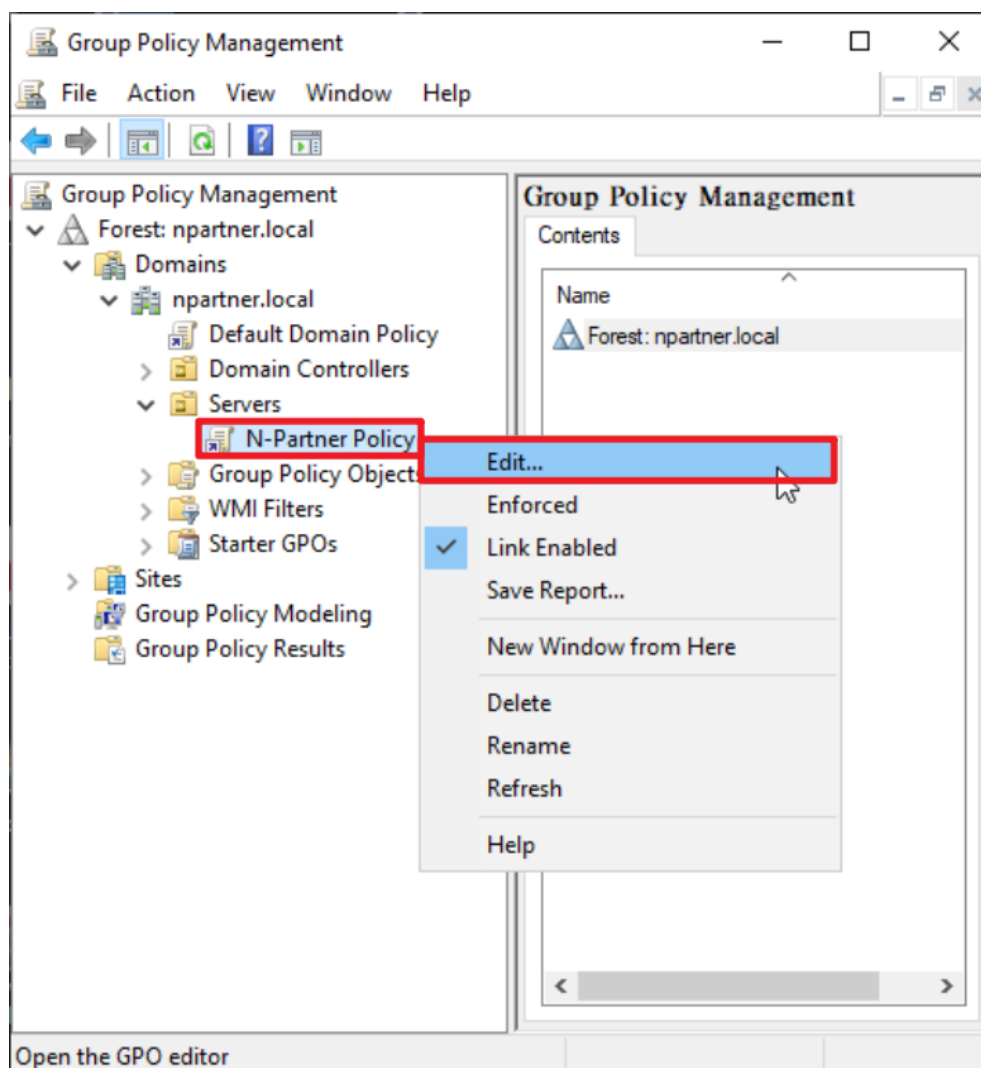 Group Policy Management
File Action View Window Help
Group Policy Management
Forest: npartner.local
Domains
npartner.local
Default Domain Policy
Domain Controllers
Servers
N-Partner Policy
Group Policy Objects
WMI Filters
Starter GPOs
Sites
Group Policy Modeling
Group Policy Results
Group Policy Management
Contents
Name
Forest: npartner.local
Edit...
Enforced
Link Enabled
Save Report...
New Window from Here
Delete
Rename
Refresh
Help
Open the GPO editor